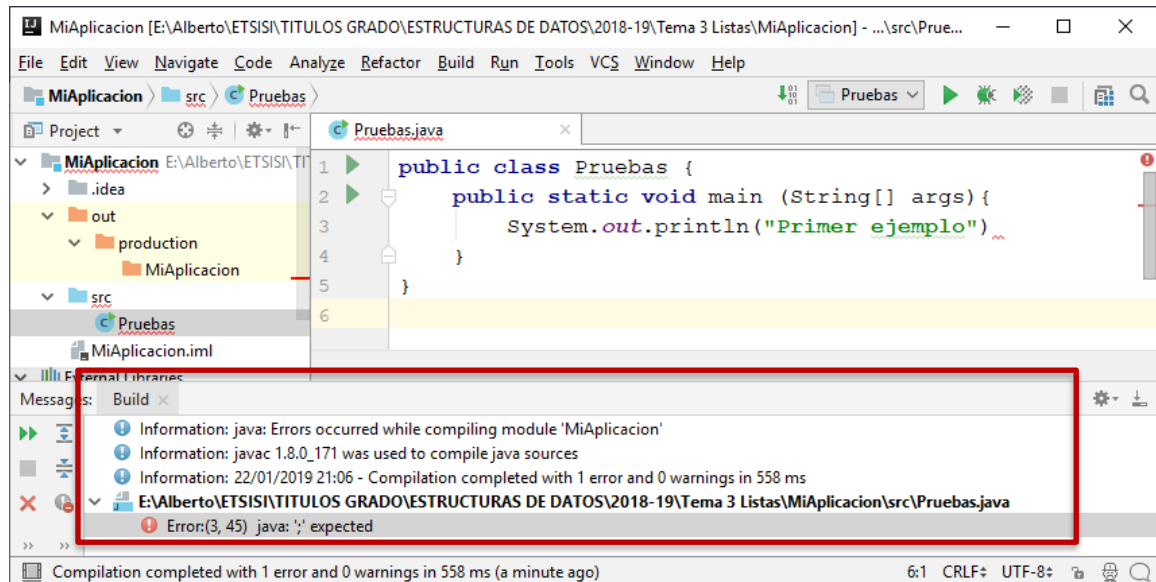 MiAplicacion [E:\Alberto\ETSISI\TITULOS GRADO\ESTRUCTURAS DE DATOS\2018-19\Tema 3 Listas\MiAplicacion] - ...\src\Prue...
File Edit View Navigate Code Analyze Refactor Build Run Tools VCS Window Help
MiAplicacion src Pruebas Pruebas
Project Pruebas.java
MiAplicacion E:\Alberto\ETSISI\TI
.idea
out
production
MiAplicacion
src
Pruebas
MiAplicacion.iml
External Libraries
1 public class Pruebas {
2 public static void main (String[] args){
3 System.out.println("Primer ejemplo")
4 }
5 }
6
Messages: Build
Information: java: Errors occurred while compiling module 'MiAplicacion'
Information: javac 1.8.0_171 was used to compile java sources
Information: 22/01/2019 21:06 - Compilation completed with 1 error and 0 warnings in 558 ms
E:\Alberto\ETSISI\TITULOS GRADO\ESTRUCTURAS DE DATOS\2018-19\Tema 3 Listas\MiAplicacion\src\Pruebas.java
Error:(3, 45) java: ';' expected
Compilation completed with 1 error and 0 warnings in 558 ms (a minute ago) 6:1 CRLF UTF-8